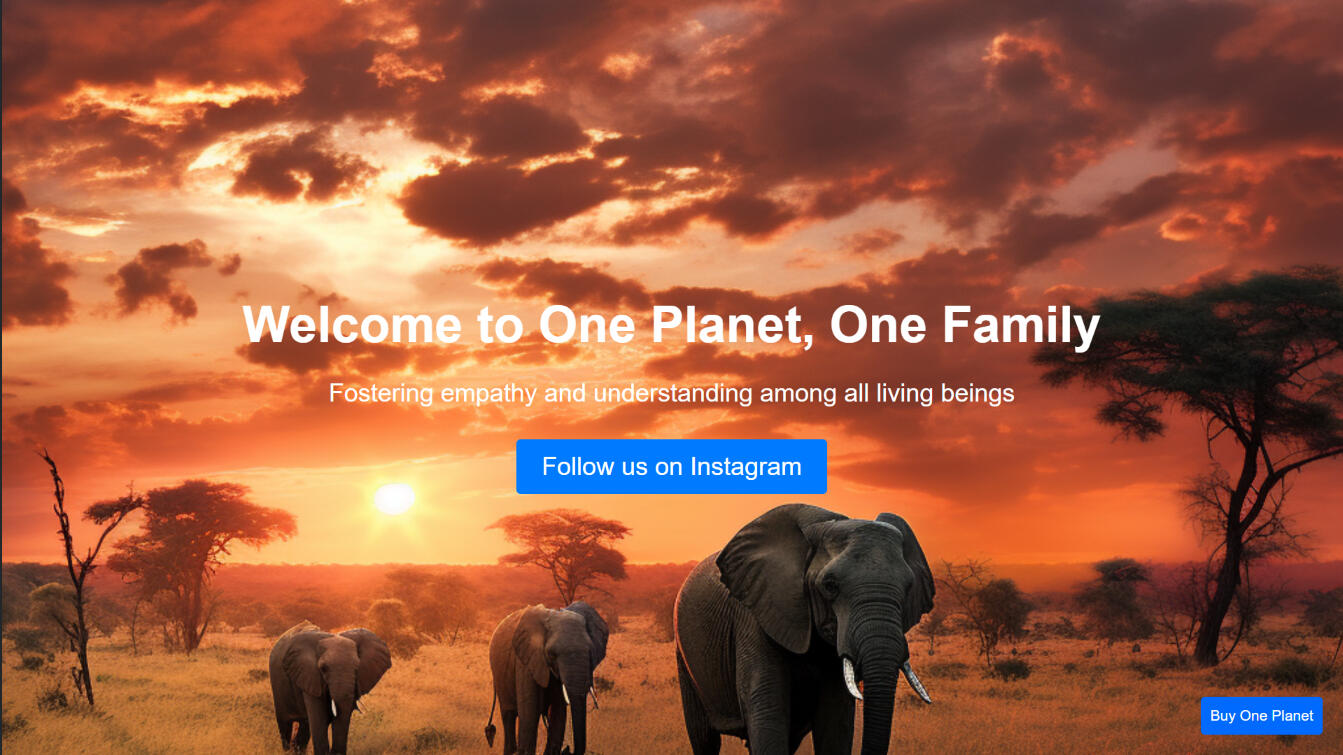 Welcome to One Planet, One Family
Fostering empathy and understanding among all living beings
Follow us on Instagram
Buy One Planet